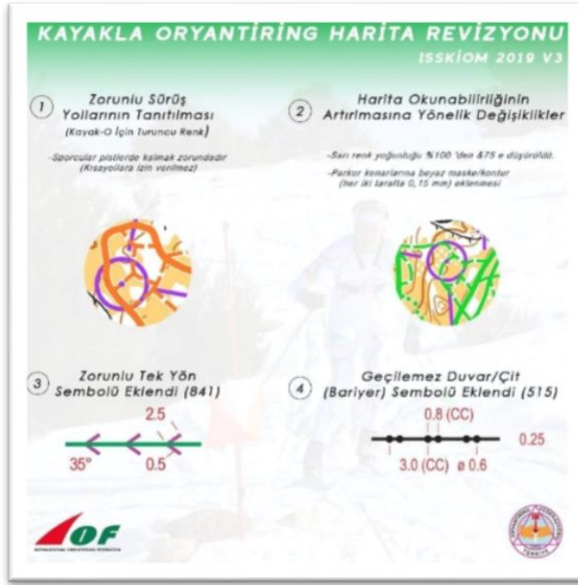 KAYAKLA ORYANTİRİNG HARİTA REVİZYONU
ISSKİOM 2019 V3
1
Zorunlu Sürüş
Yollarının Tanıtılması
(Kayak-O İçin Turuncu Renk)
-Sporcular pistlerde kalmak zorundadır
(Kısayollara izin verilmez)
2
Harita Okunabilirliğinin
Artırılmasına Yönelik Değişiklikler
-Sarı renk yoğunluğu %100 'den &75 e düşürüldü.
-Parkur kenarlarına beyaz maske/kontur
(her iki tarafta 0,15 mm) eklenmesi
3
Zorunlu Tek Yön
Sembolü Eklendi (841)
2.5
35°
0.5
4
Geçilemez Duvar/Çit
(Bariyer) Sembolü Eklendi (515)
0.8 (CC)
0.25
3.0 (CC) ø 0.6
IOF
INTERNATIONAL ORIENTEERING FEDERATION